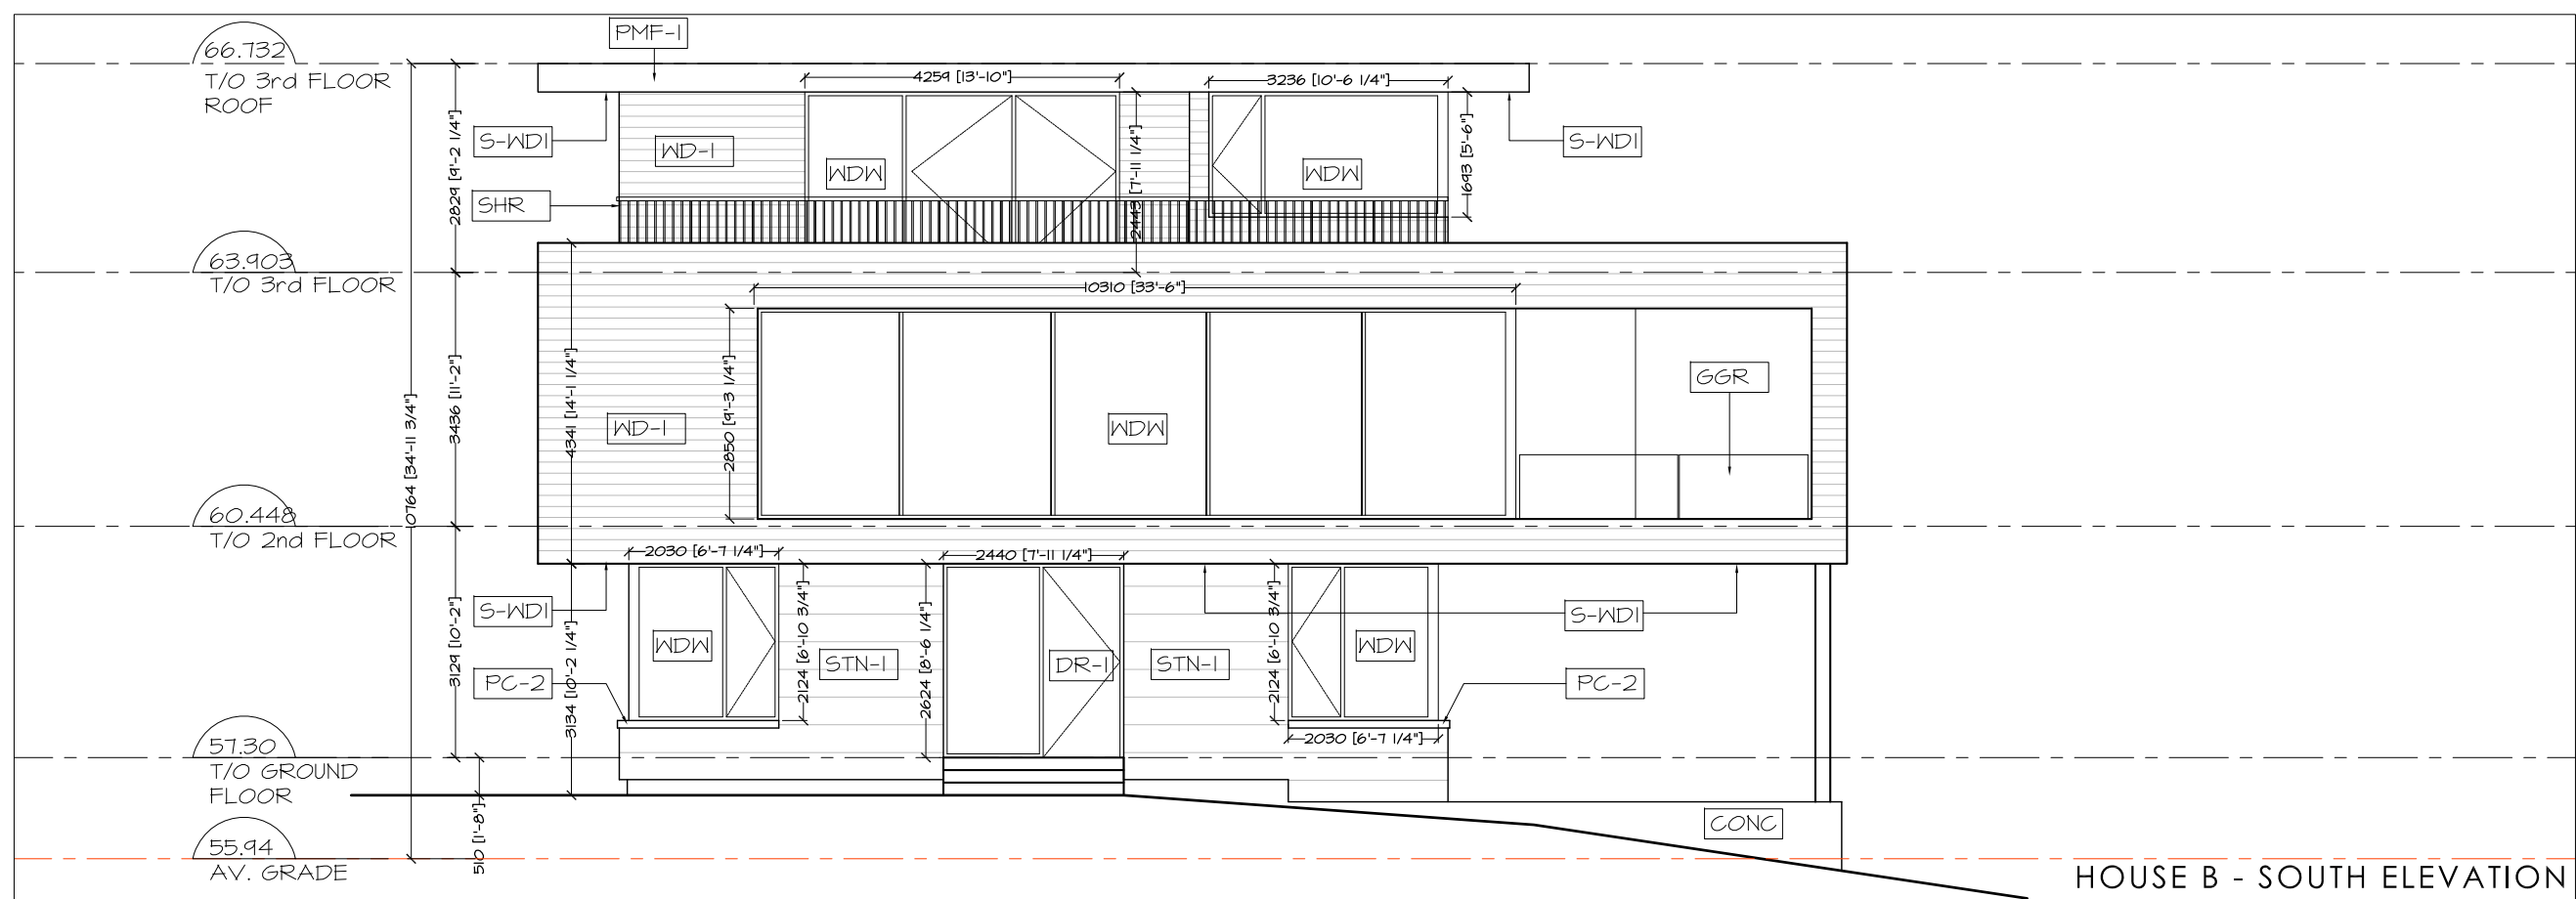 PMF-1
66.732
T/O 3rd FLOOR
ROOF
4259 [13'-10"]
3236 [10'-6 1/4"]
S-WD1
WD-1
WDW
WDW
S-WD1
2829 [9'-2 1/4"]
2443 [7'-11 1/4"]
1693 [5'-6"]
SHR
63.903
T/O 3rd FLOOR
10310 [33'-6"]
GGR
10764 [34'-11 3/4"]
3436 [11'-2"]
4341 [14'-1 1/4"]
2850 [9'-3 1/4"]
WD-1
WDW
60.448
T/O 2nd FLOOR
2030 [6'-7 1/4"]
2440 [7'-11 1/4"]
S-WD1
S-WD1
3129 [10'-2"]
3134 [10'-2 1/4"]
WDW
2124 [6'-10 3/4"]
STN-1
2624 [8'-6 1/4"]
DR-1
STN-1
2124 [6'-10 3/4"]
WDW
PC-2
PC-2
2030 [6'-7 1/4"]
57.30
T/O GROUND
FLOOR
510 [1'-8"]
CONC
55.94
AV. GRADE
HOUSE B - SOUTH ELEVATION